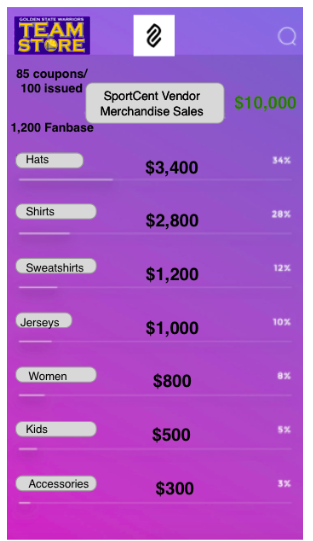 GOLDEN STATE WARRIORS
TEAM
STORE
85 coupons/
100 issued
SportCent Vendor
Merchandise Sales
$10,000
1,200 Fanbase
Hats $3,400 34%
Shirts $2,800 28%
Sweatshirts $1,200 12%
Jerseys $1,000 10%
Women $800 8%
Kids $500 5%
Accessories $300 3%